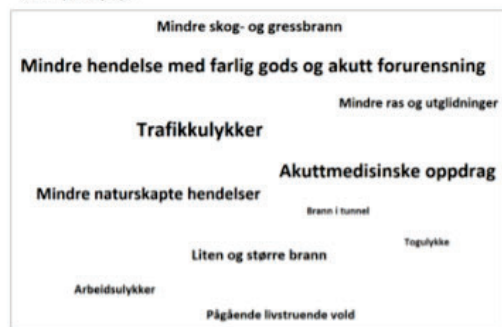 Mindre skog- og gressbrann
Mindre hendelse med farlig gods og akutt forurensning
Mindre ras og utglidninger
Trafikkulykker
Akuttmedisinske oppdrag
Mindre naturskapte hendelser
Brann i tunnel
Togulykke
Liten og større brann
Arbeidsulykker
Pågående livstruende vold